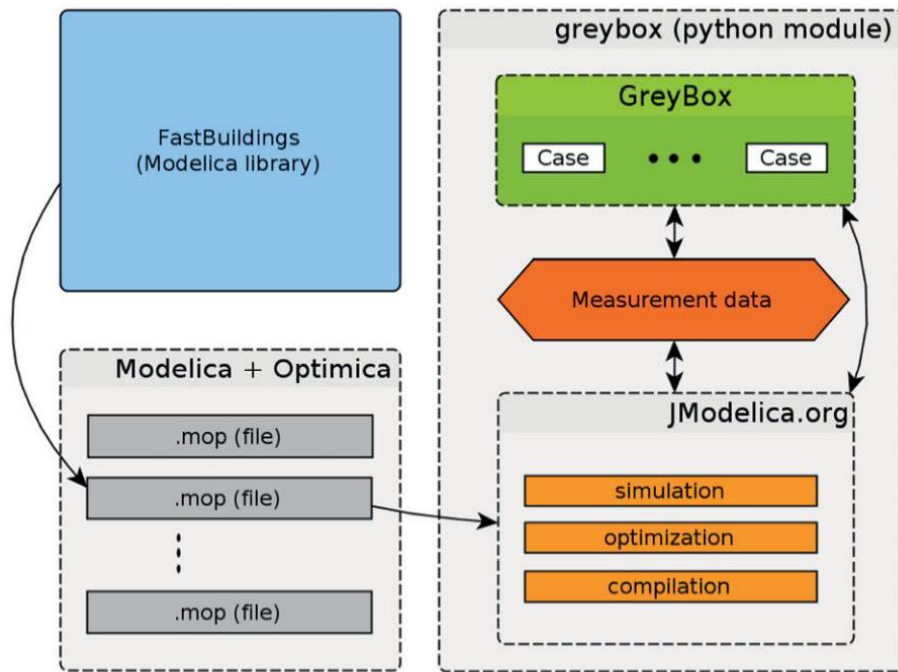 FastBuildings
(Modelica library)
Modelica + Optimica
.mop (file)
.mop (file)
.mop (file)
greybox (python module)
GreyBox
Case
Case
Measurement data
JModelica.org
simulation
optimization
compilation